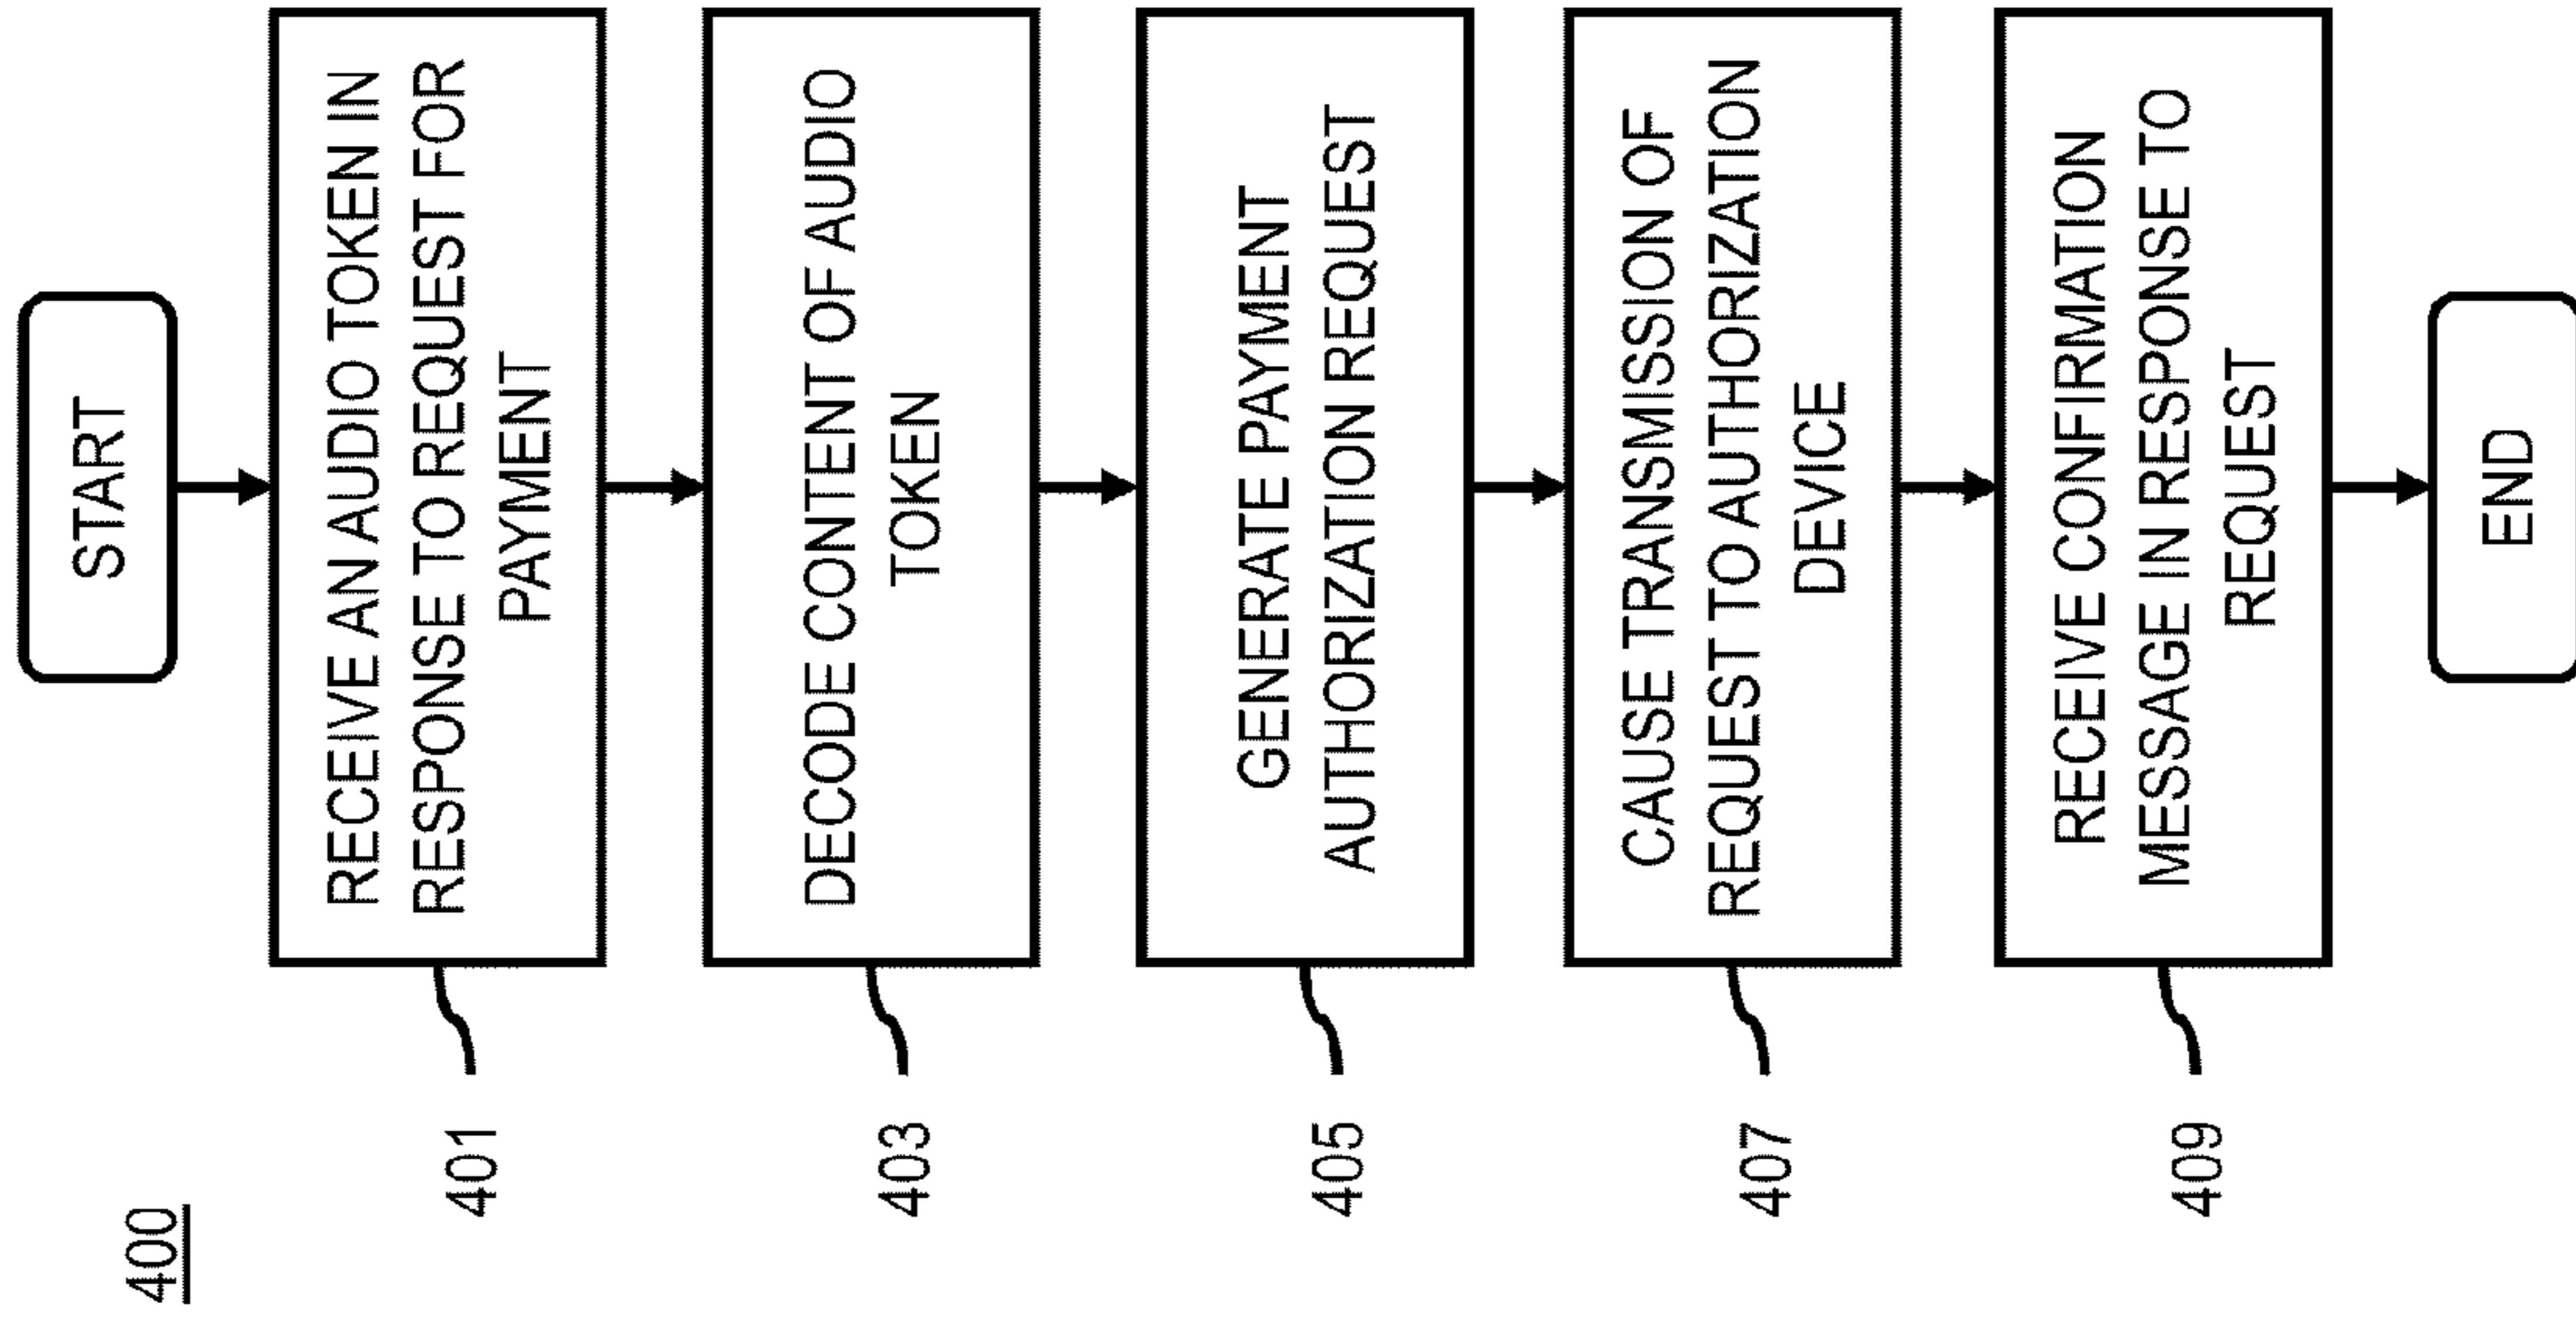 400
START
401
RECEIVE AN AUDIO TOKEN IN
RESPONSE TO REQUEST FOR
PAYMENT
403
DECODE CONTENT OF AUDIO
TOKEN
405
GENERATE PAYMENT
AUTHORIZATION REQUEST
407
CAUSE TRANSMISSION OF
REQUEST TO AUTHORIZATION
DEVICE
409
RECEIVE CONFIRMATION
MESSAGE IN RESPONSE TO
REQUEST
END